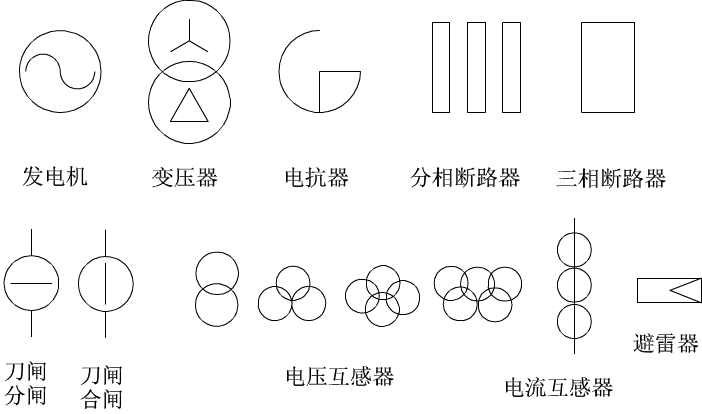 发电机
变压器
电抗器
分相断路器
三相断路器
刀闸
分闸
刀闸
合闸
电压互感器
电流互感器
避雷器